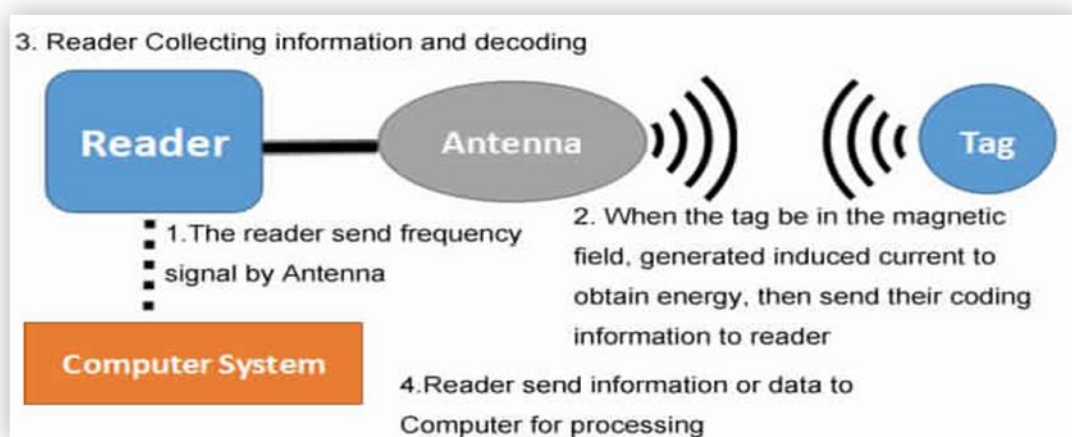 3. Reader Collecting information and decoding
Reader
Antenna
Tag
1.The reader send frequency
signal by Antenna
2. When the tag be in the magnetic
field, generated induced current to
obtain energy, then send their coding
information to reader
Computer System
4.Reader send information or data to
Computer for processing